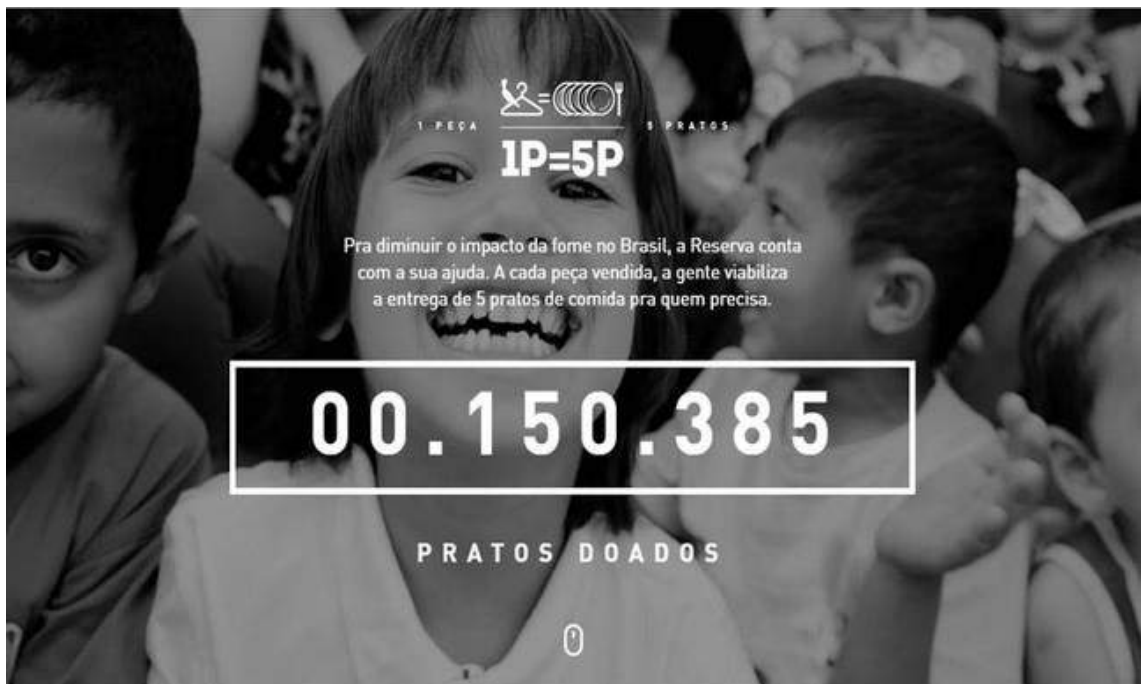 1 PEÇA
5 PRATOS
1P=5P
Pra diminuir o impacto da fome no Brasil, a Reserva conta
com a sua ajuda. A cada peça vendida, a gente viabiliza
a entrega de 5 pratos de comida pra quem precisa.
00.150.385
PRATOS DOADOS